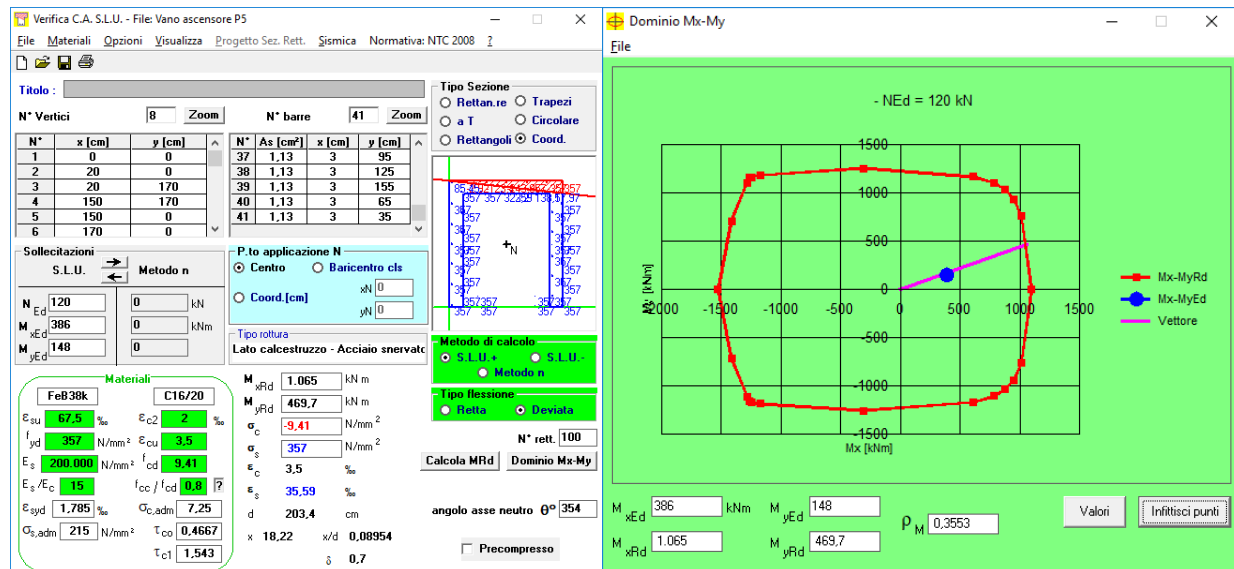 Verifica C.A. S.L.U. - File: Vano ascensore P5
File Materiali Opzioni Visualizza Progetto Sez. Rett. Sismica Normativa: NTC 2008 ?
Titolo :
N° Vertici 8 Zoom N° barre 41 Zoom
N° x [cm] y [cm]
1 0 0
2 20 0
3 20 170
4 150 170
5 150 0
6 170 0
N° As [cm²] x [cm] y [cm]
37 1,13 3 95
38 1,13 3 125
39 1,13 3 155
40 1,13 3 65
41 1,13 3 35
Tipo Sezione
Rettan.re Trapezi
a T Circolare
Rettangoli Coord.
N
Sollecitazioni
S.L.U. Metodo n
N Ed 120 0 kN
M xEd 386 0 kNm
M yEd 148 0
P.to applicazione N
Centro Baricentro cls
Coord.[cm] xN 0
yN 0
Tipo rottura
Lato calcestruzzo - Acciaio snervato
Metodo di calcolo
S.L.U.+ S.L.U.-
Metodo n
Tipo flessione
Retta Deviata
N° rett. 100
Calcola MRd Dominio Mx-My
angolo asse neutro θ° 354
Precompresso
Materiali
FeB38k C16/20
εsu 67,5 ‰ εc2 2 ‰
fyd 357 N/mm² εcu 3,5
Es 200.000 N/mm² fcd 9,41
Es/Ec 15 fcc / fcd 0,8 ?
εsyd 1,785 ‰ σc,adm 7,25
σs,adm 215 N/mm² τco 0,4667
τc1 1,543
M xRd 1.065 kN m
M yRd 469,7 kN m
σc -9,41 N/mm²
σs 357 N/mm²
εc 3,5 ‰
εs 35,59 ‰
d 203,4 cm
x 18,22 x/d 0,08954
δ 0,7
Dominio Mx-My
File
- NEd = 120 kN
1500
1000
500
0
-500
-1000
-1500
-2000 -1500 -1000 -500 0 500 1000 1500
Mx [kNm]
Mx-MyRd
Mx-MyEd
Vettore
M xEd 386 kNm M yEd 148
M xRd 1.065 M yRd 469,7
ρ M 0,3553
Valori Infittisci punti